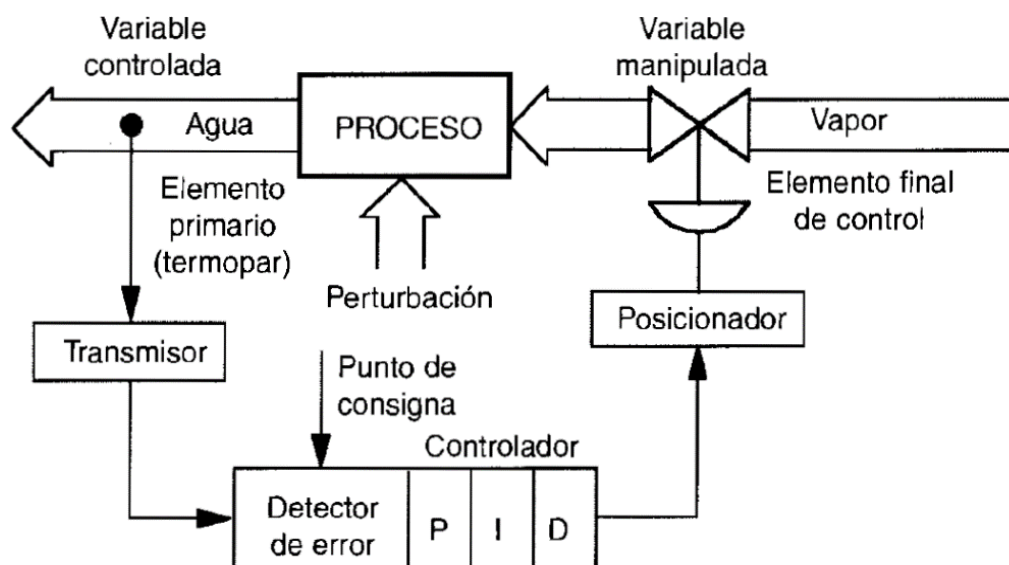 Variable
controlada
Variable
manipulada
Agua
PROCESO
Vapor
Elemento
primario
(termopar)
Elemento final
de control
Perturbación
Posicionador
Transmisor
Punto de
consigna
Controlador
Detector
de error
P
I
D